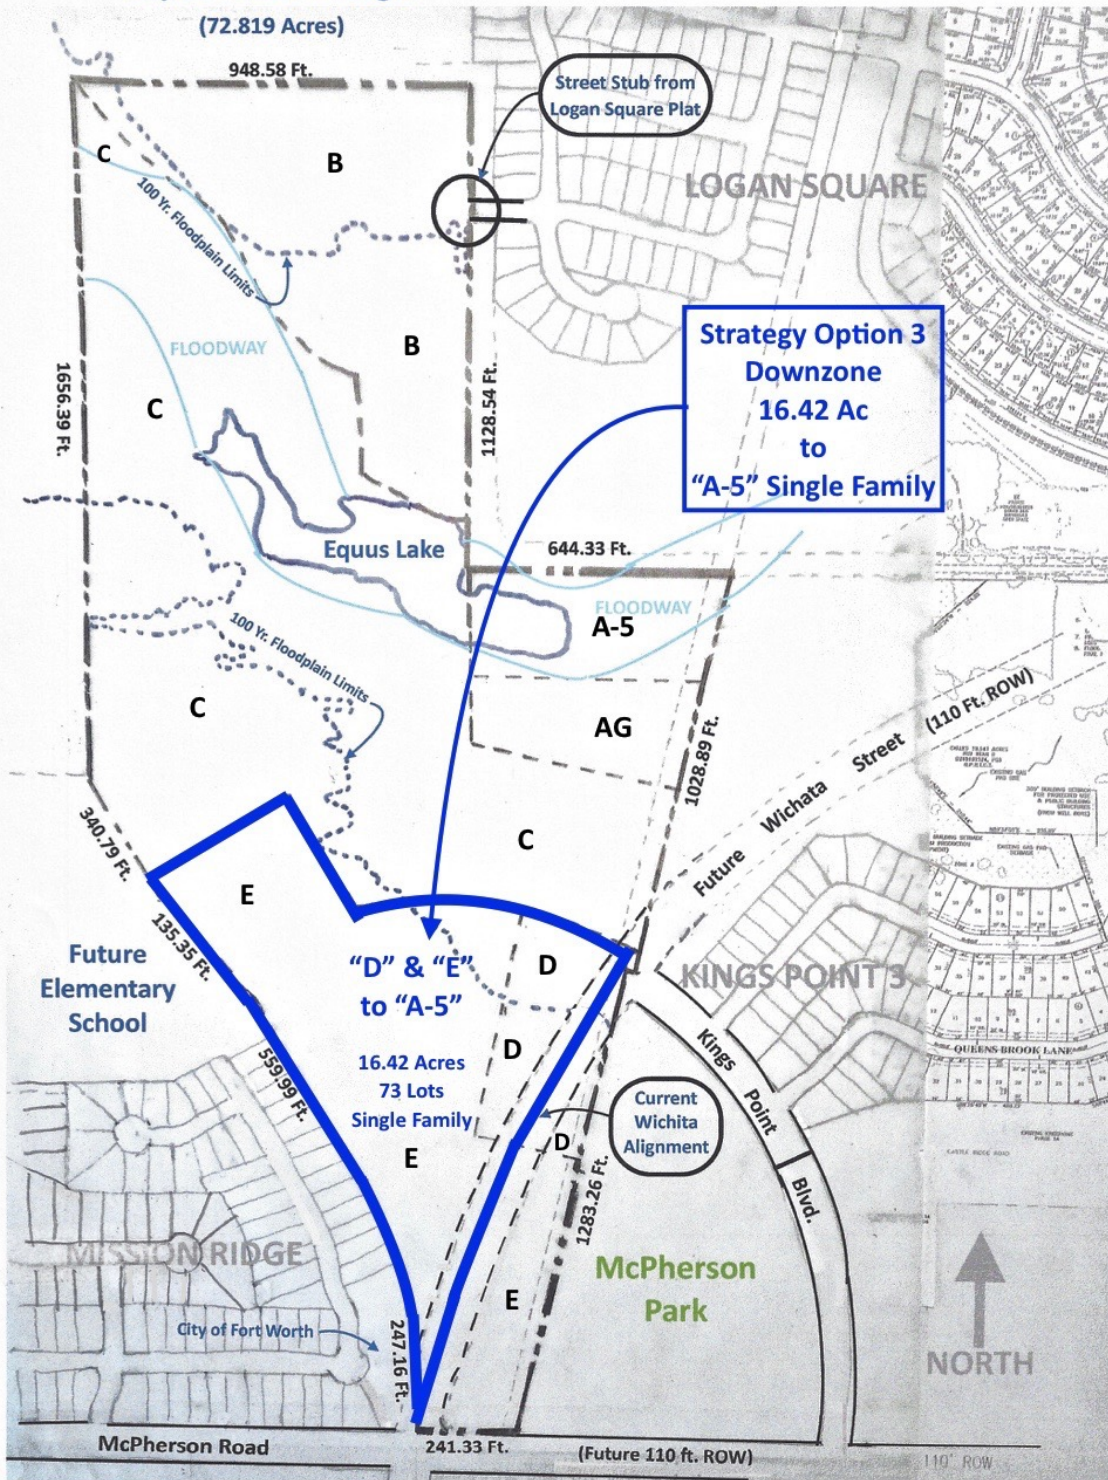 (72.819 Acres)
948.58 Ft.
Street Stub from
Logan Square Plat
C
B
LOGAN SQUARE
100 Yr. Floodplain Limits
Strategy Option 3
Downzone
16.42 Ac
to
“A-5” Single Family
FLOODWAY
B
C
1656.39 Ft.
1128.54 Ft.
Equus Lake
644.33 Ft.
FLOODWAY
A-5
100 Yr. Floodplain Limits
C
AG
1028.89 Ft.
Future Wichata Street (110 Ft. ROW)
340.79 Ft.
C
E
135.35 Ft.
Future
Elementary
School
“D” & “E”
to “A-5”
D
KINGS POINT 3
D
16.42 Acres
73 Lots
Single Family
559.99 Ft.
Kings Point Blvd.
QUEENS BROOK LANE
Current
Wichita
Alignment
D
E
1283.26 Ft.
MISSION RIDGE
McPherson
Park
E
City of Fort Worth
247.16 Ft.
NORTH
McPherson Road
241.33 Ft.
(Future 110 ft. ROW)
110' ROW